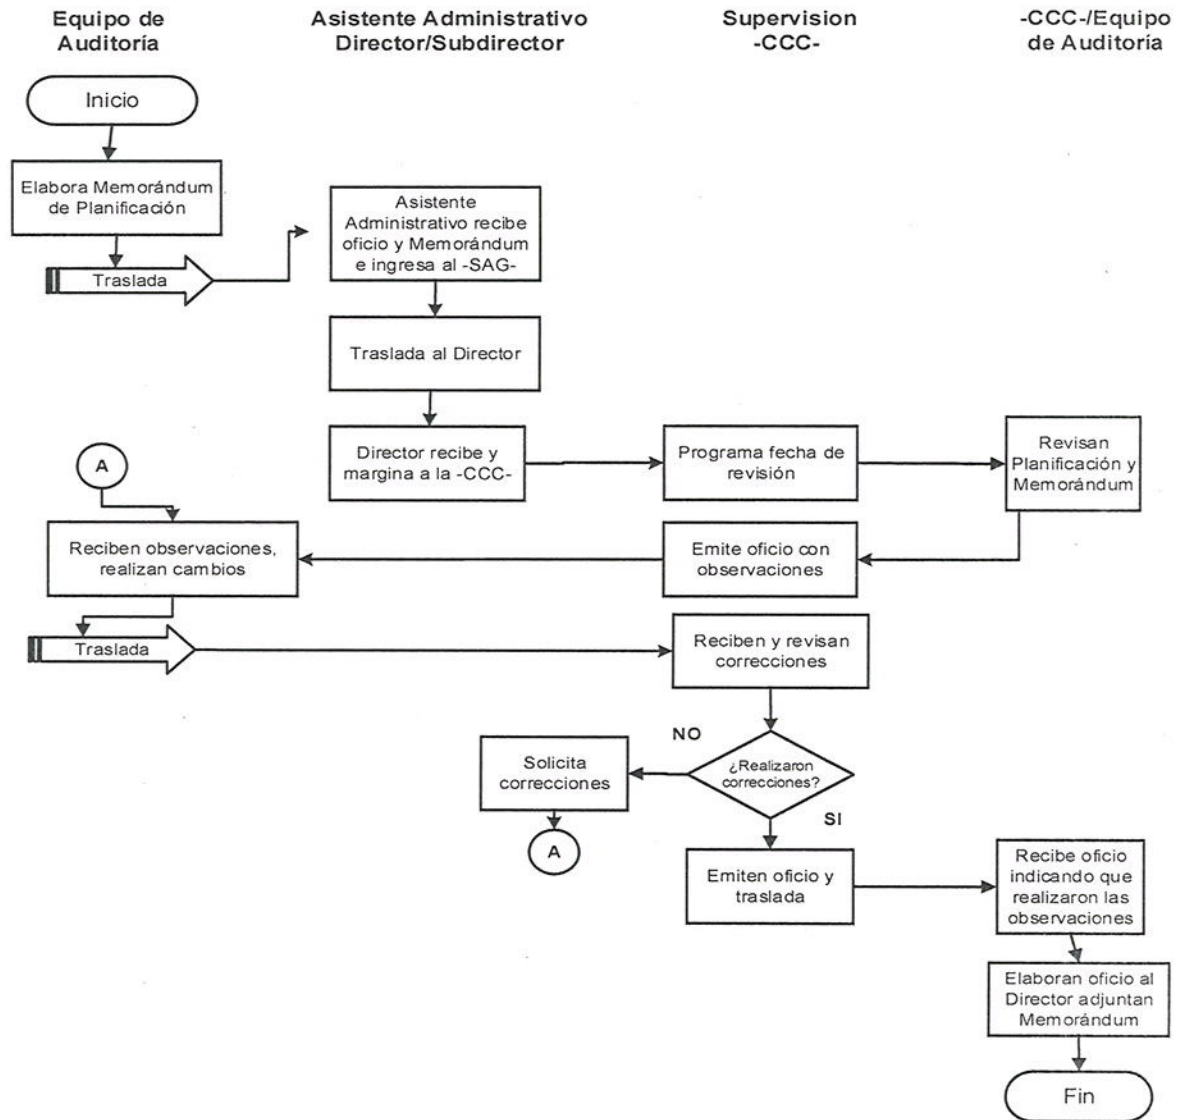 Equipo de
Auditoría
Asistente Administrativo
Director/Subdirector
Supervision
-CCC-
-CCC-/Equipo
de Auditoría
Inicio
Elabora Memorándum
de Planificación
Traslada
Asistente
Administrativo recibe
oficio y Memorándum
e ingresa al -SAG-
Traslada al Director
Director recibe y
margina a la -CCC-
Programa fecha de
revisión
Revisan
Planificación y
Memorándum
A
Reciben observaciones,
realizan cambios
Emite oficio con
observaciones
Traslada
Reciben y revisan
correcciones
NO
¿Realizaron
correcciones?
Solicita
correcciones
A
SI
Emiten oficio y
traslada
Recibe oficio
indicando que
realizaron las
observaciones
Elaboran oficio al
Director adjuntan
Memorándum
Fin